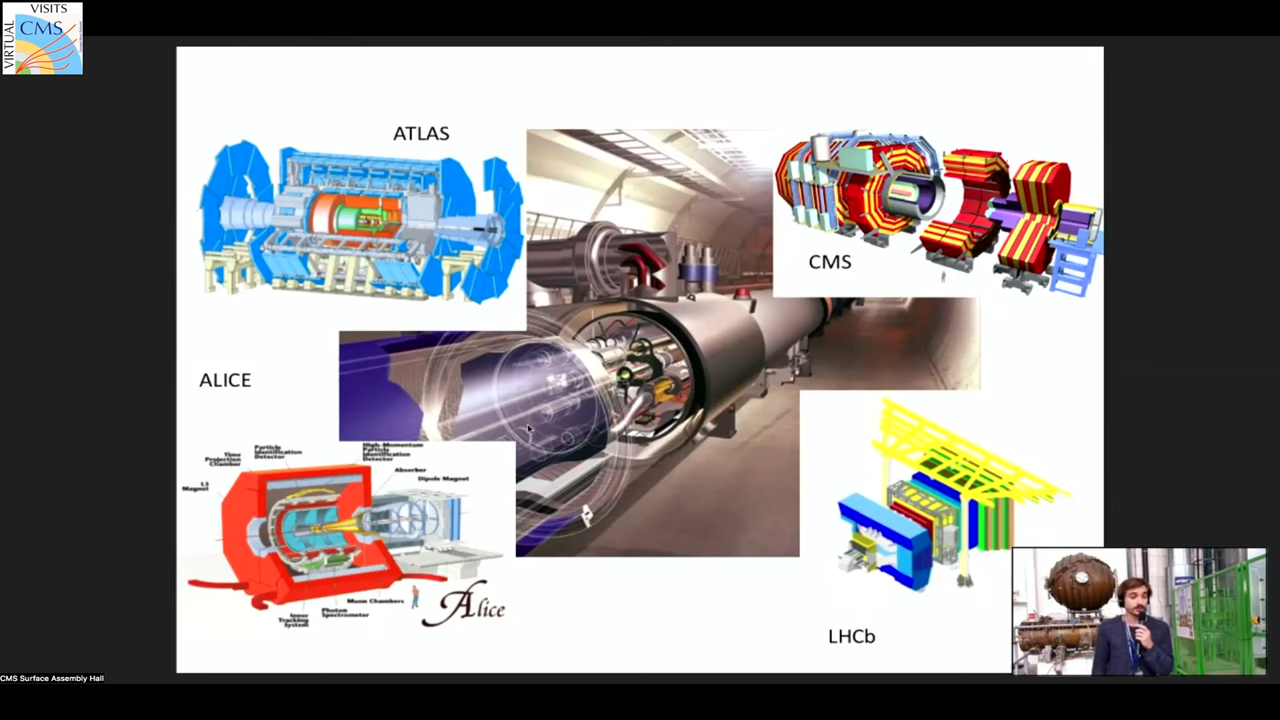 VISITS
CMS
VIRTUAL
ATLAS
CMS
ALICE
Time
Projection
Chamber
Particle
Identification
Detector
High-Momentum
Particle
Identification
Detector
L3
Magnet
Absorber
Dipole Magnet
Muon Chambers
Photon
Spectrometer
Inner
Tracking
System
Alice
LHCb
CMS Surface Assembly Hall